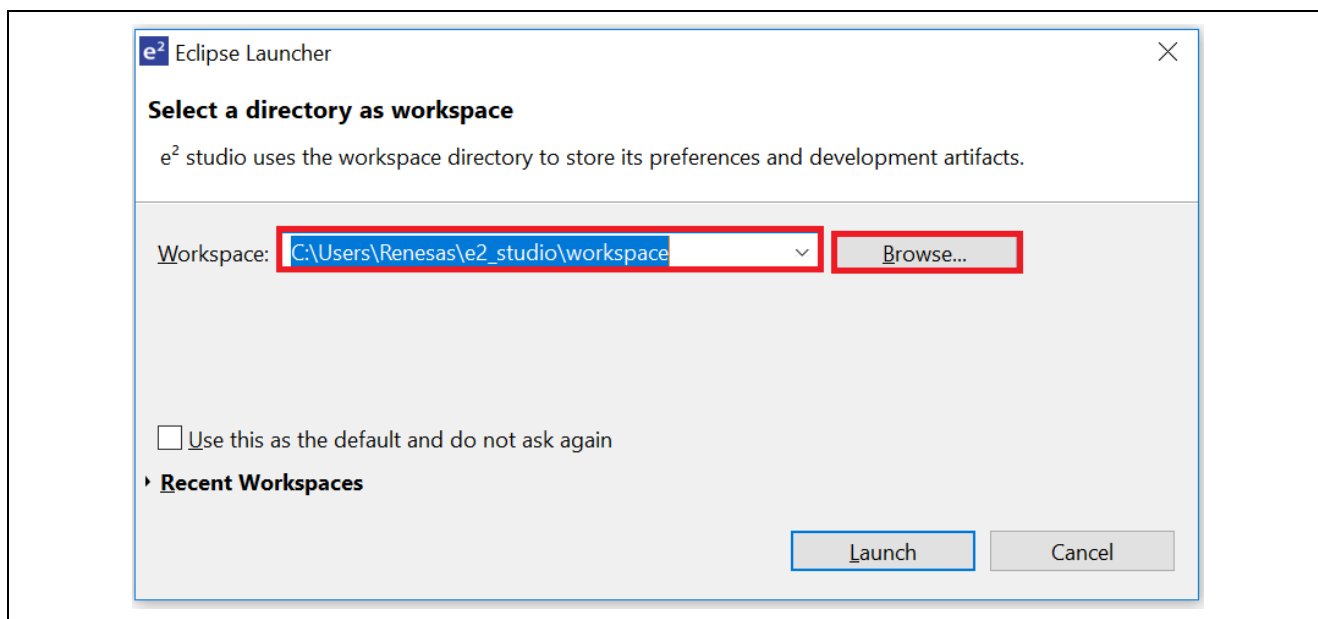 e² Eclipse Launcher
Select a directory as workspace
e² studio uses the workspace directory to store its preferences and development artifacts.
Workspace: C:\Users\Renesas\e2_studio\workspace Browse...
Use this as the default and do not ask again
Recent Workspaces
Launch Cancel